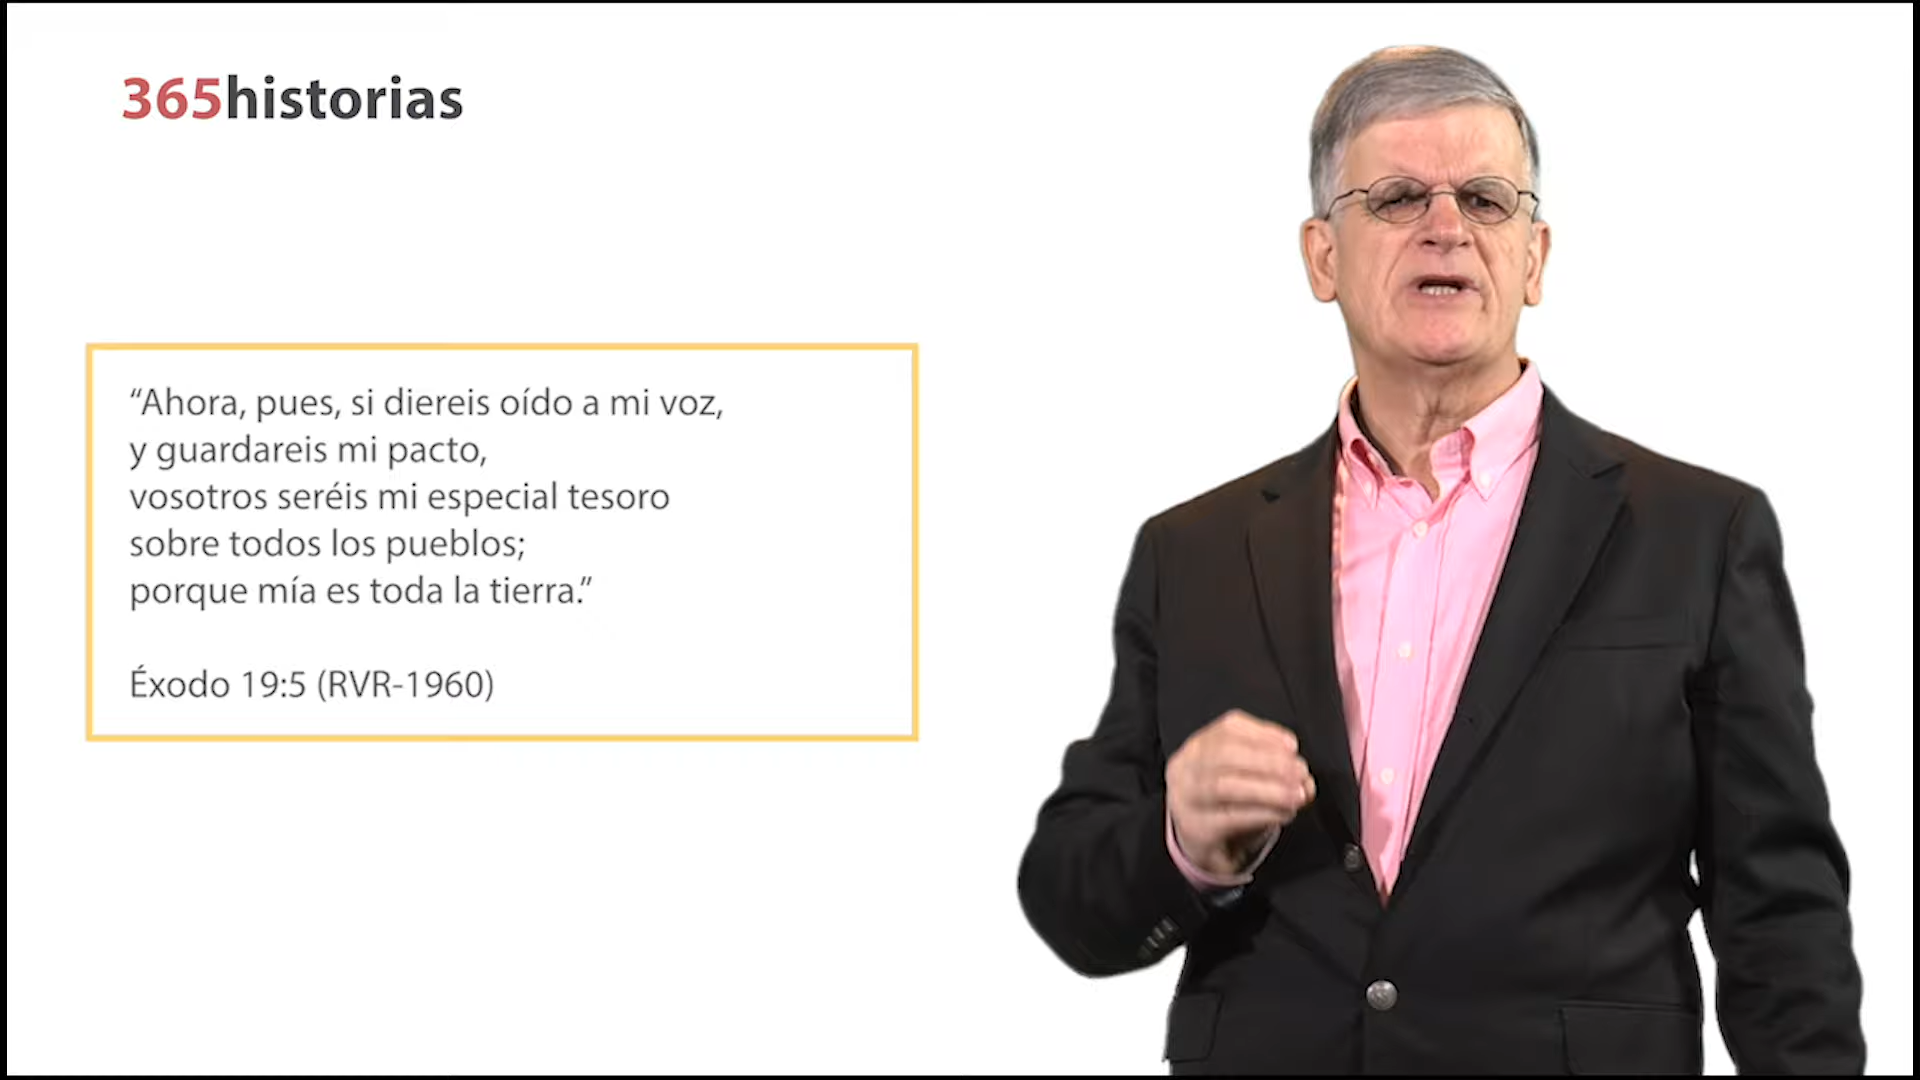 365historias
“Ahora, pues, si diereis oído a mi voz,
y guardareis mi pacto,
vosotros seréis mi especial tesoro
sobre todos los pueblos;
porque mía es toda la tierra.”
Éxodo 19:5 (RVR-1960)